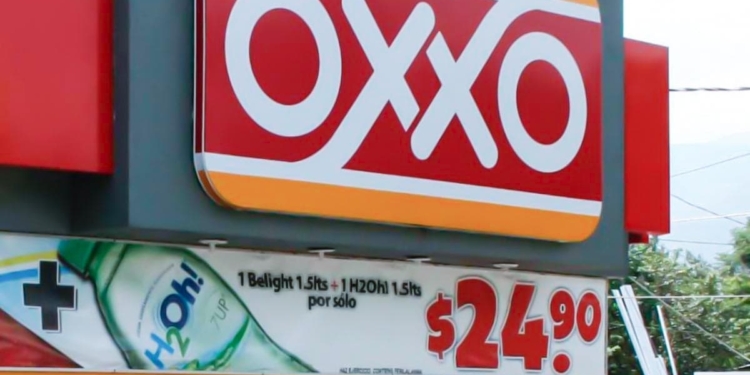 OXXO
1 Belight 1.5lts + 1 H2Oh! 1.5lts
por sólo
$24.90
H2Oh!
7UP